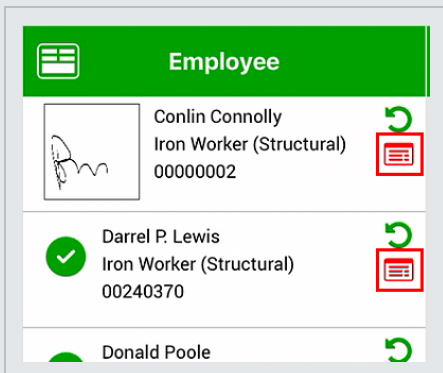 Employee
Conlin Connolly
Iron Worker (Structural)
00000002
Darrel P. Lewis
Iron Worker (Structural)
00240370
Donald Poole